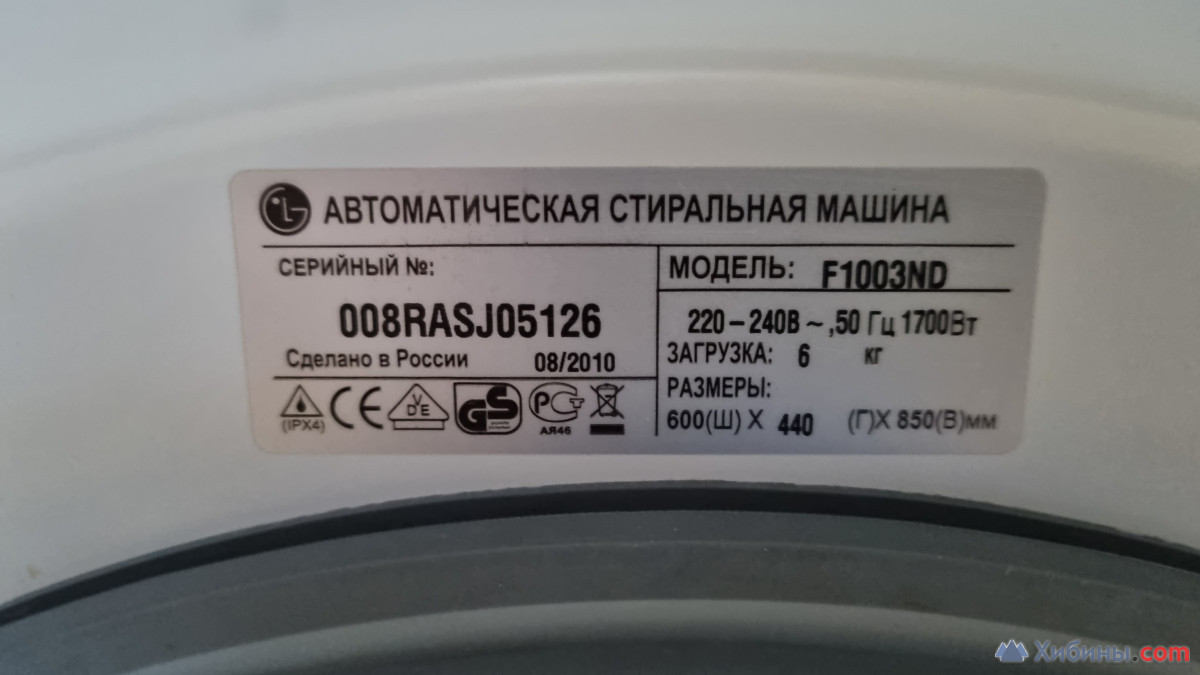 LG АВТОМАТИЧЕСКАЯ СТИРАЛЬНАЯ МАШИНА
СЕРИЙНЫЙ №:
008RASJ05126
Сделано в России 08/2010
(IPX4) CE VDE GS PCT АЯ46
МОДЕЛЬ: F1003ND
220-240В ~ ,50 Гц 1700Вт
ЗАГРУЗКА: 6 кг
РАЗМЕРЫ:
600(Ш) X 440 (Г)X 850(В)мм
Хибины.com